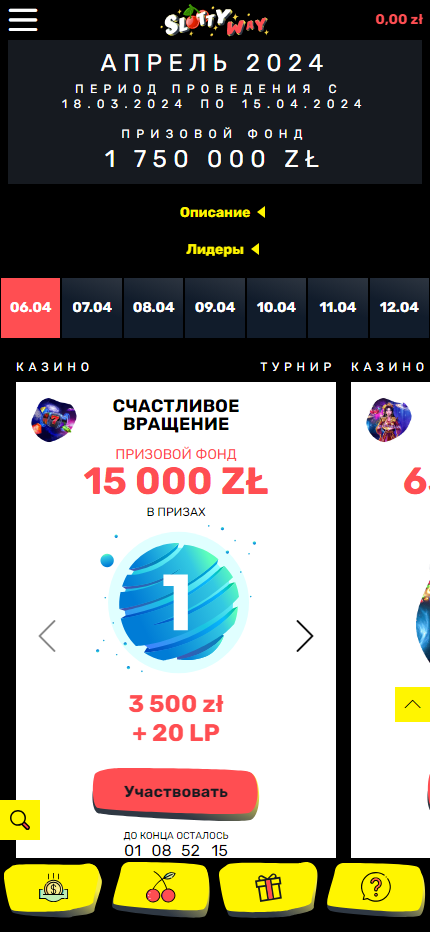 SLOTTY WAY
0,00 zł
АПРЕЛЬ 2024
ПЕРИОД ПРОВЕДЕНИЯ С
18.03.2024 ПО 15.04.2024
ПРИЗОВОЙ ФОНД
1 750 000 ZŁ
Описание
Лидеры
06.04 07.04 08.04 09.04 10.04 11.04 12.04
КАЗИНО ТУРНИР КАЗИНО
СЧАСТЛИВОЕ
ВРАЩЕНИЕ
ПРИЗОВОЙ ФОНД
15 000 ZŁ
В ПРИЗАХ
1
3 500 zł
+ 20 LP
Участвовать
ДО КОНЦА ОСТАЛОСЬ
01 08 52 15